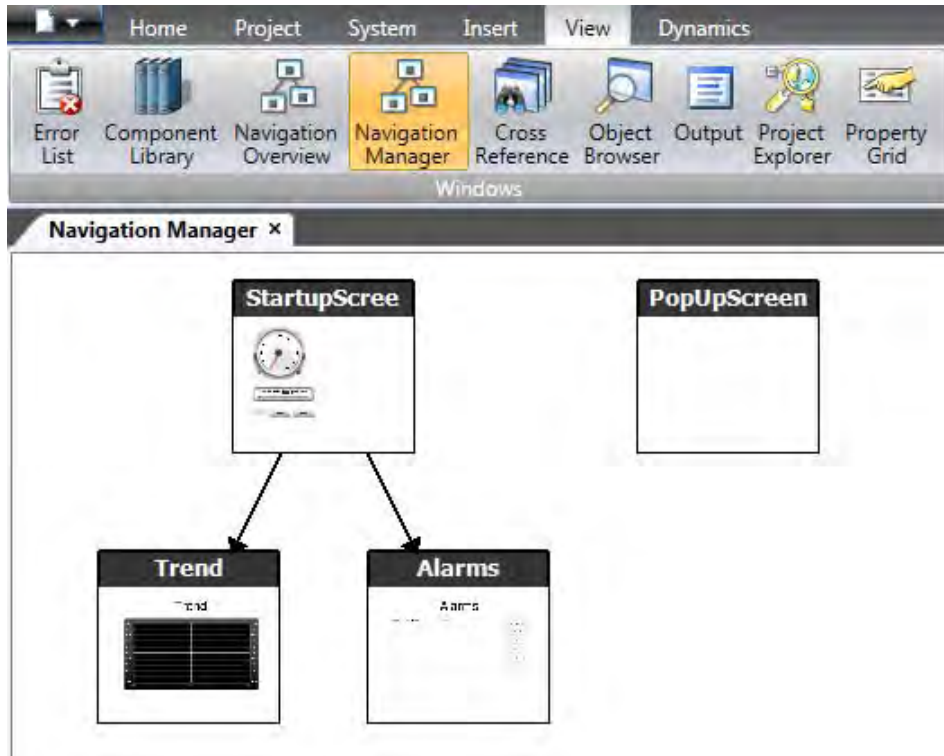 Home Project System Insert View Dynamics
Error List
Component Library
Navigation Overview
Navigation Manager
Cross Reference
Object Browser
Output
Project Explorer
Property Grid
Windows
Navigation Manager ×
StartupScree
PopUpScreen
Trend
Alarms
Trend
Alarms